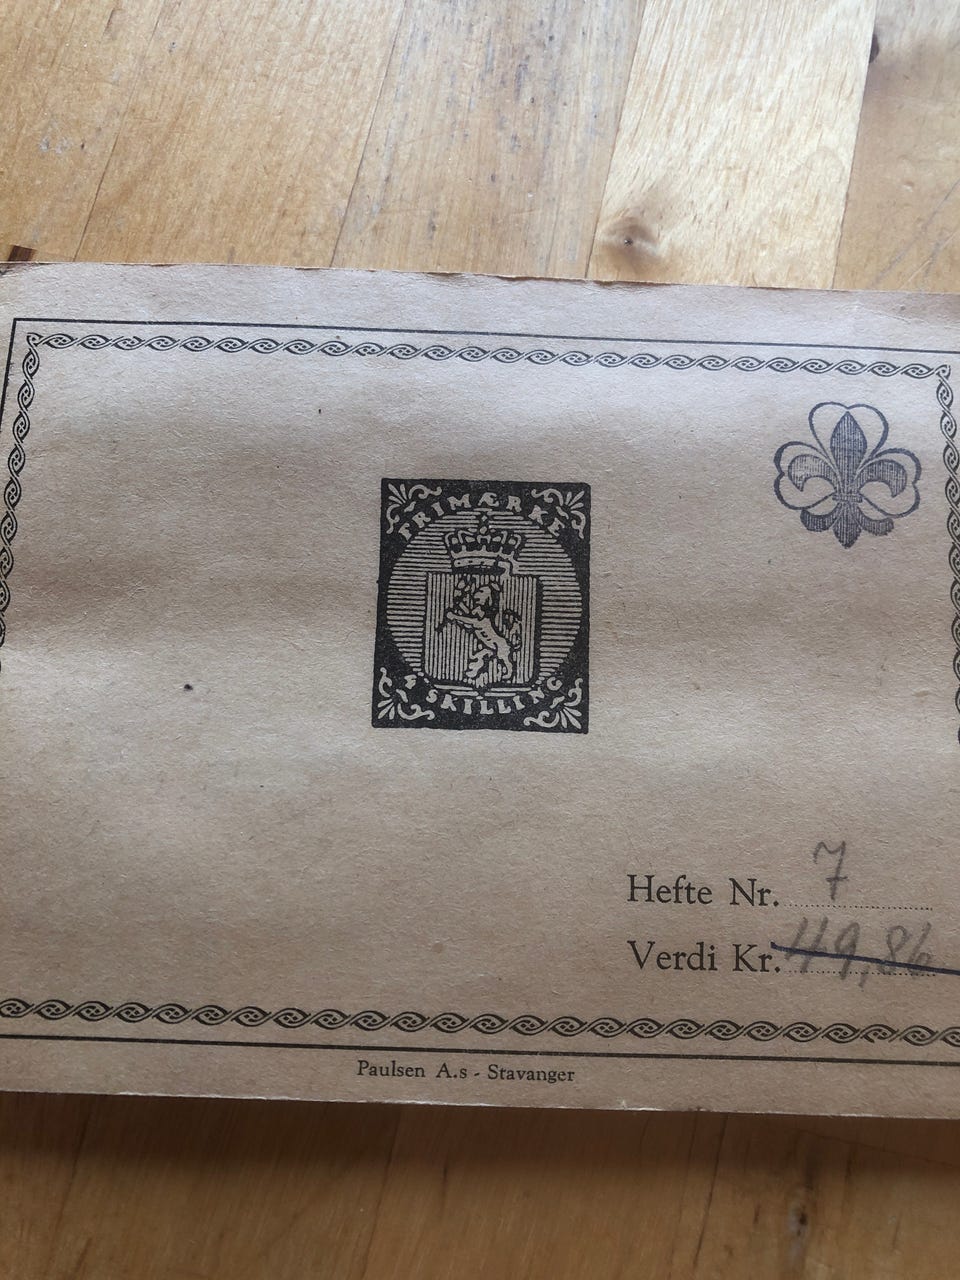 FRIMÆRKE
4 SKILLING
Hefte Nr. 7
Verdi Kr. 49,86
Paulsen A.s - Stavanger